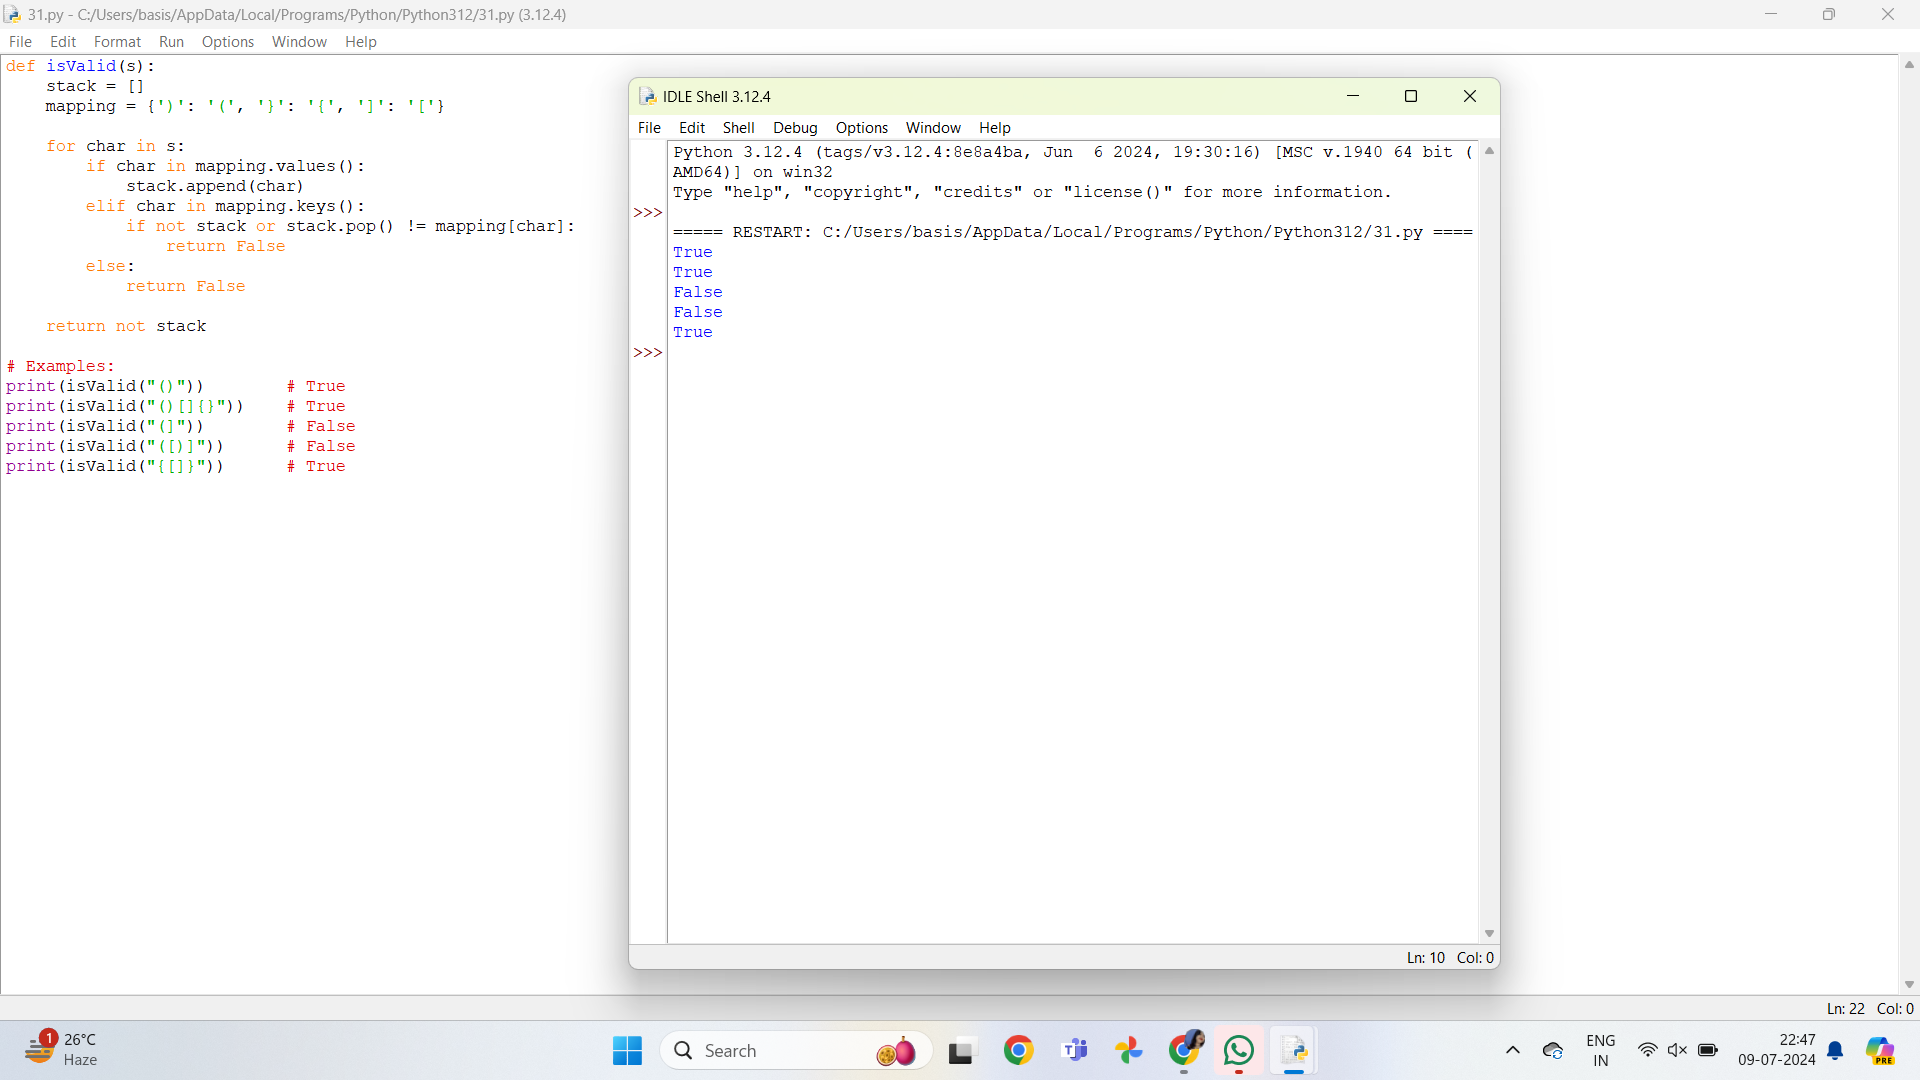 31.py - C:/Users/basis/AppData/Local/Programs/Python/Python312/31.py (3.12.4)
File Edit Format Run Options Window Help
def isValid(s):
    stack = []
    mapping = {')': '(', '}': '{', ']': '['}

    for char in s:
        if char in mapping.values():
            stack.append(char)
        elif char in mapping.keys():
            if not stack or stack.pop() != mapping[char]:
                return False
        else:
            return False

    return not stack

# Examples:
print(isValid("()"))        # True
print(isValid("()[]{}"))    # True
print(isValid("(]"))        # False
print(isValid("([)]"))      # False
print(isValid("{[]}"))      # True
IDLE Shell 3.12.4
File Edit Shell Debug Options Window Help
Python 3.12.4 (tags/v3.12.4:8e8a4ba, Jun  6 2024, 19:30:16) [MSC v.1940 64 bit (
AMD64)] on win32
Type "help", "copyright", "credits" or "license()" for more information.
>>>
===== RESTART: C:/Users/basis/AppData/Local/Programs/Python/Python312/31.py ====
True
True
False
False
True
>>>
Ln: 10 Col: 0
Ln: 22 Col: 0
1
26°C
Haze
Search
ENG
IN
22:47
09-07-2024
PRE